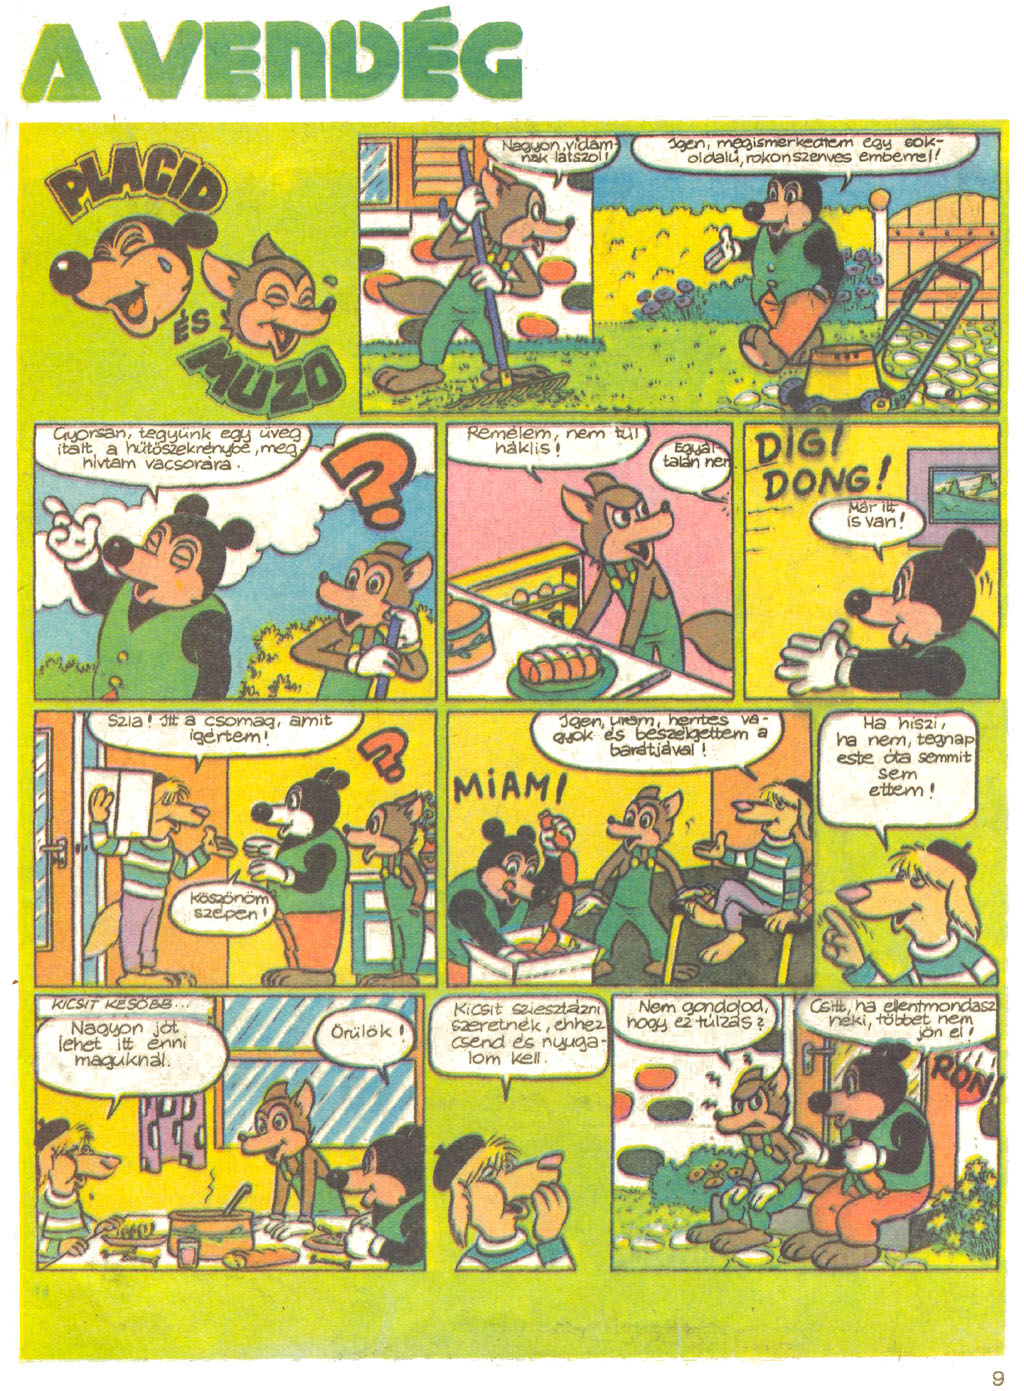 A VENDÉG
PLACID
ÉS
MUZO
Nagyon vidám-
nak látszol!
Igen, megismerkedtem egy sok-
oldalú, rokonszenves emberrel!
Gyorsan, tegyünk egy üveg
italt a hűtőszekrénybe, meg-
hívtam vacsorára.
?
Remélem, nem túl
háklis!
Egyál-
talán nem
DIG!
DONG!
Már itt
is van!
Szia! Itt a csomag, amit
ígértem!
?
Köszönöm
szépen!
Igen, uram, hentes va-
gyok és beszélgettem a
barátjával!
MIAM!
Ha hiszi,
ha nem, tegnap
este óta semmit
sem
ettem!
KICSIT KÉSŐBB...
Nagyon jót
lehet itt enni
maguknál.
Örülök!
Kicsit sziesztázni
szeretnék, ehhez
csend és nyuga-
lom kell.
Nem gondolod,
hogy ez túlzás?
Csitt, ha ellentmondasz
neki, többet nem
jön el!
RON!
9